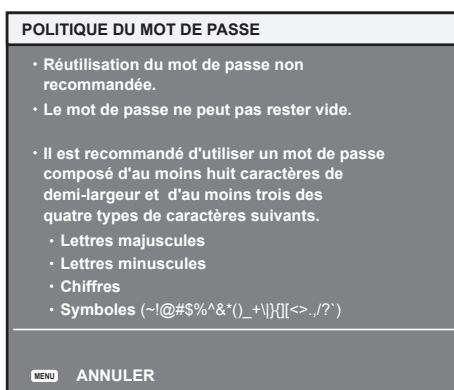 POLITIQUE DU MOT DE PASSE
・Réutilisation du mot de passe non
recommandée.
・Le mot de passe ne peut pas rester vide.
・Il est recommandé d'utiliser un mot de passe
composé d'au moins huit caractères de
demi-largeur et d'au moins trois des
quatre types de caractères suivants.
・Lettres majuscules
・Lettres minuscules
・Chiffres
・Symboles (~!@#$%^&*()_+\|}{][<>.,/?`)
MENU ANNULER